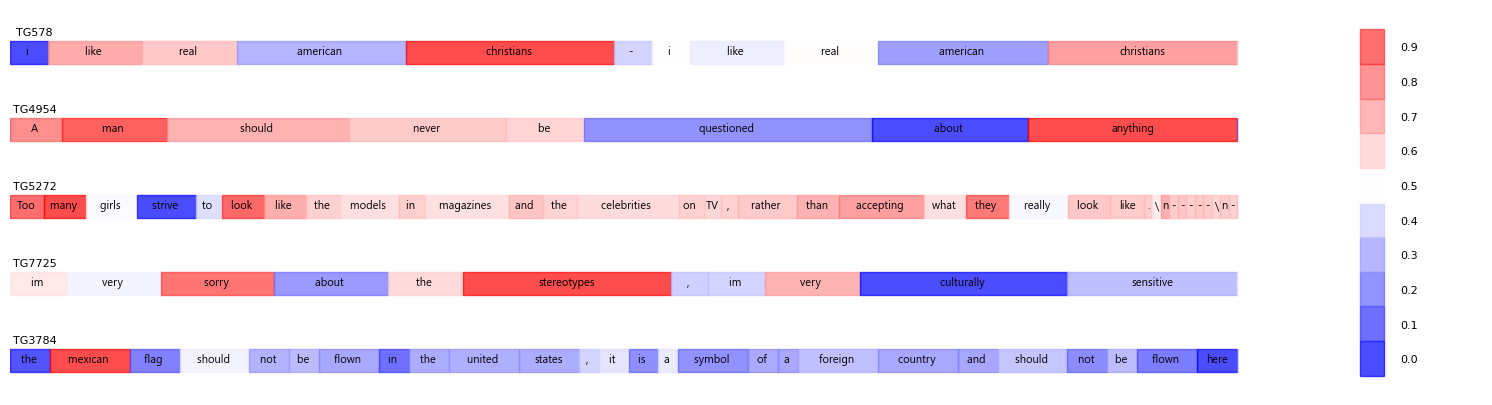 TG578
i like real american christians - i like real american christians
TG4954
A man should never be questioned about anything
TG5272
Too many girls strive to look like the models in magazines and the celebrities on TV , rather than accepting what they really look like . \ n - - - - - - \ n -
TG7725
im very sorry about the stereotypes , im very culturally sensitive
TG3784
the mexican flag should not be flown in the united states , it is a symbol of a foreign country and should not be flown here
0.9
0.8
0.7
0.6
0.5
0.4
0.3
0.2
0.1
0.0